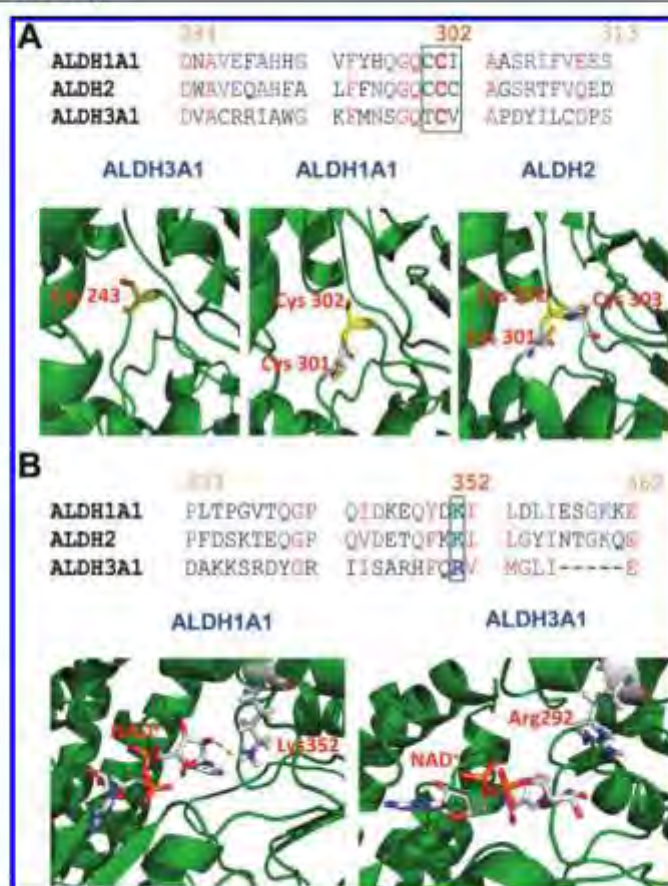 A
302 313
ALDH1A1 DNAVEFAHHG VFYHQGQCCI AASRIFVEES
ALDH2 DWAVEQAHFA LFFNQGQCCC AGSRTFVQED
ALDH3A1 DVACRRIAWG KFMNSGQTCV APDYILCDPS
ALDH3A1 ALDH1A1 ALDH2
243
Cys 302
Cys 301
Cys 303
301
B
352
ALDH1A1 PLTPGVTQGP QIDKEQYDKI LDLIESGKKE
ALDH2 PFDSKTEQGP QVDETQFKKI LGYINTGKQE
ALDH3A1 DAKKSRDYGR IISARHFQRV MGLI-----E
ALDH1A1 ALDH3A1
NAD+
Lys352
Arg292
NAD+